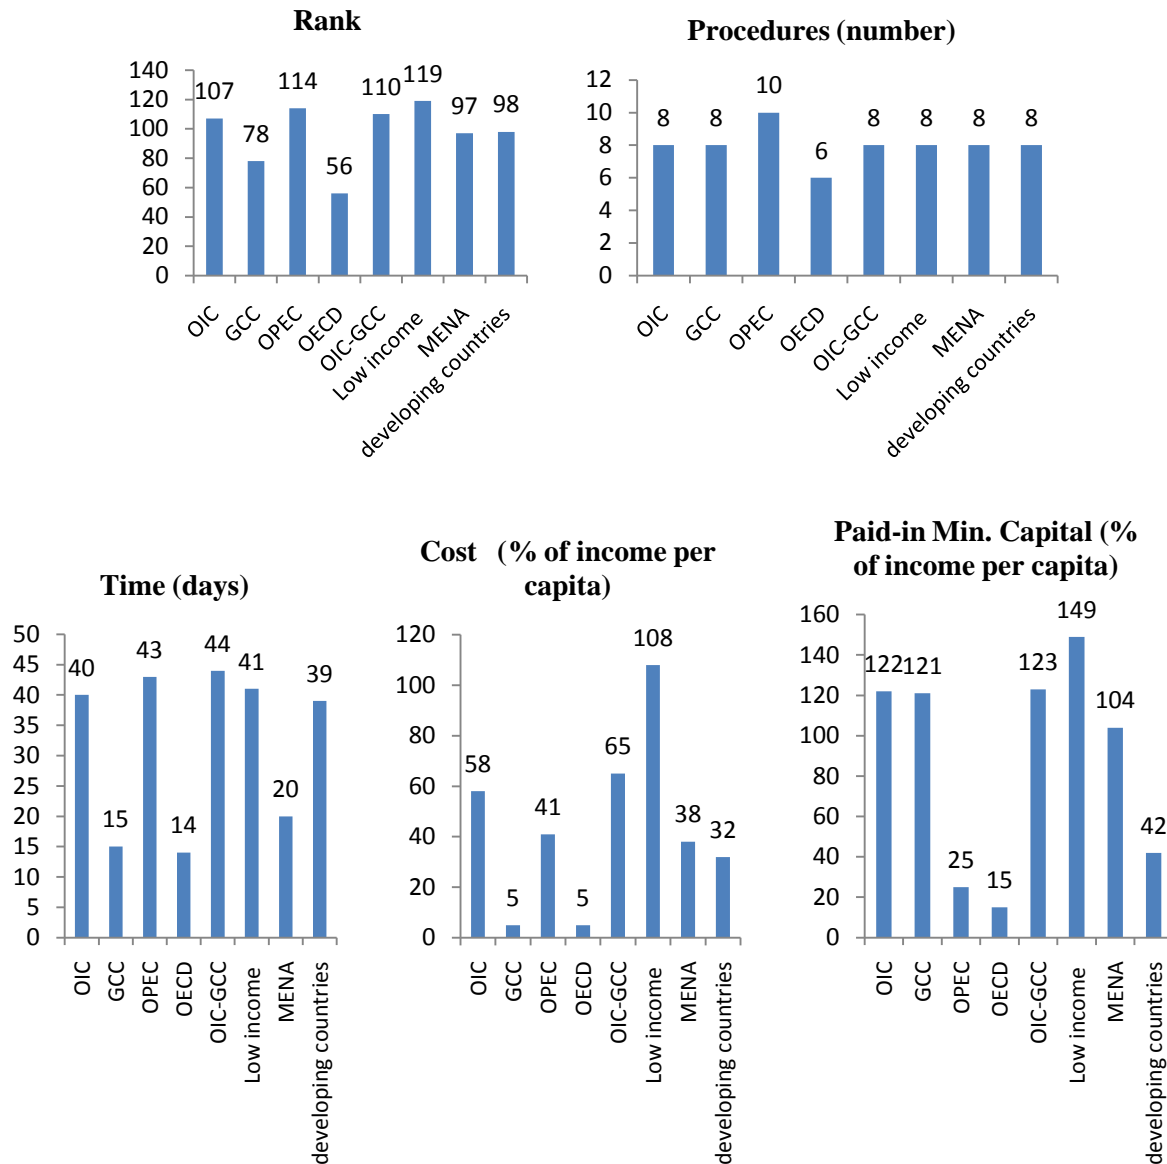 Rank
140
120
100
80
60
40
20
0
107
78
114
56
110
119
97
98
OIC
GCC
OPEC
OECD
OIC-GCC
Low income
MENA
developing countries
Procedures (number)
12
10
8
6
4
2
0
8
8
10
6
8
8
8
8
OIC
GCC
OPEC
OECD
OIC-GCC
Low income
MENA
developing countries
Time (days)
50
45
40
35
30
25
20
15
10
5
0
40
15
43
14
44
41
20
39
OIC
GCC
OPEC
OECD
OIC-GCC
Low income
MENA
developing countries
Cost (% of income per
capita)
120
100
80
60
40
20
0
58
5
41
5
65
108
38
32
OIC
GCC
OPEC
OECD
OIC-GCC
Low income
MENA
developing countries
Paid-in Min. Capital (%
of income per capita)
160
140
120
100
80
60
40
20
0
122
121
25
15
123
149
104
42
OIC
GCC
OPEC
OECD
OIC-GCC
Low income
MENA
developing countries